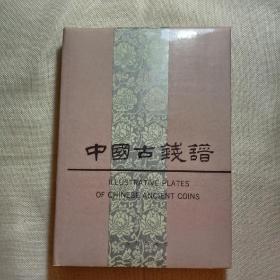 中國古錢譜
ILLUSTRATIVE PLATES
OF CHINESE ANCIENT COINS